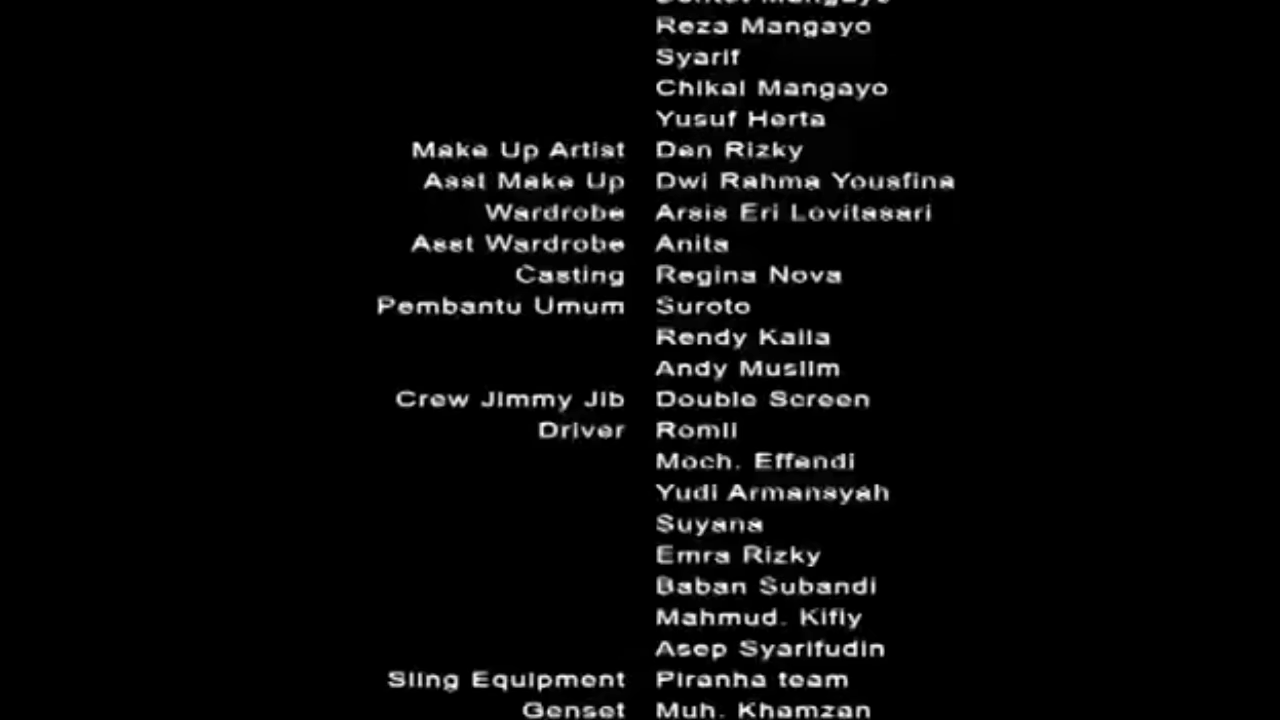 Mangayo
Reza Mangayo
Syarif
Chikal Mangayo
Yusuf Herta
Make Up Artist Den Rizky
Asst Make Up Dwi Rahma Yousfina
Wardrobe Arsis Eri Lovitasari
Asst Wardrobe Anita
Casting Regina Nova
Pembantu Umum Suroto
Rendy Kaila
Andy Muslim
Crew Jimmy Jib Double Screen
Driver Romli
Moch. Effendi
Yudi Armansyah
Suyana
Emra Rizky
Baban Subandi
Mahmud. Kifly
Asep Syarifudin
Sling Equipment Piranha team
Genset Muh. Khamzan